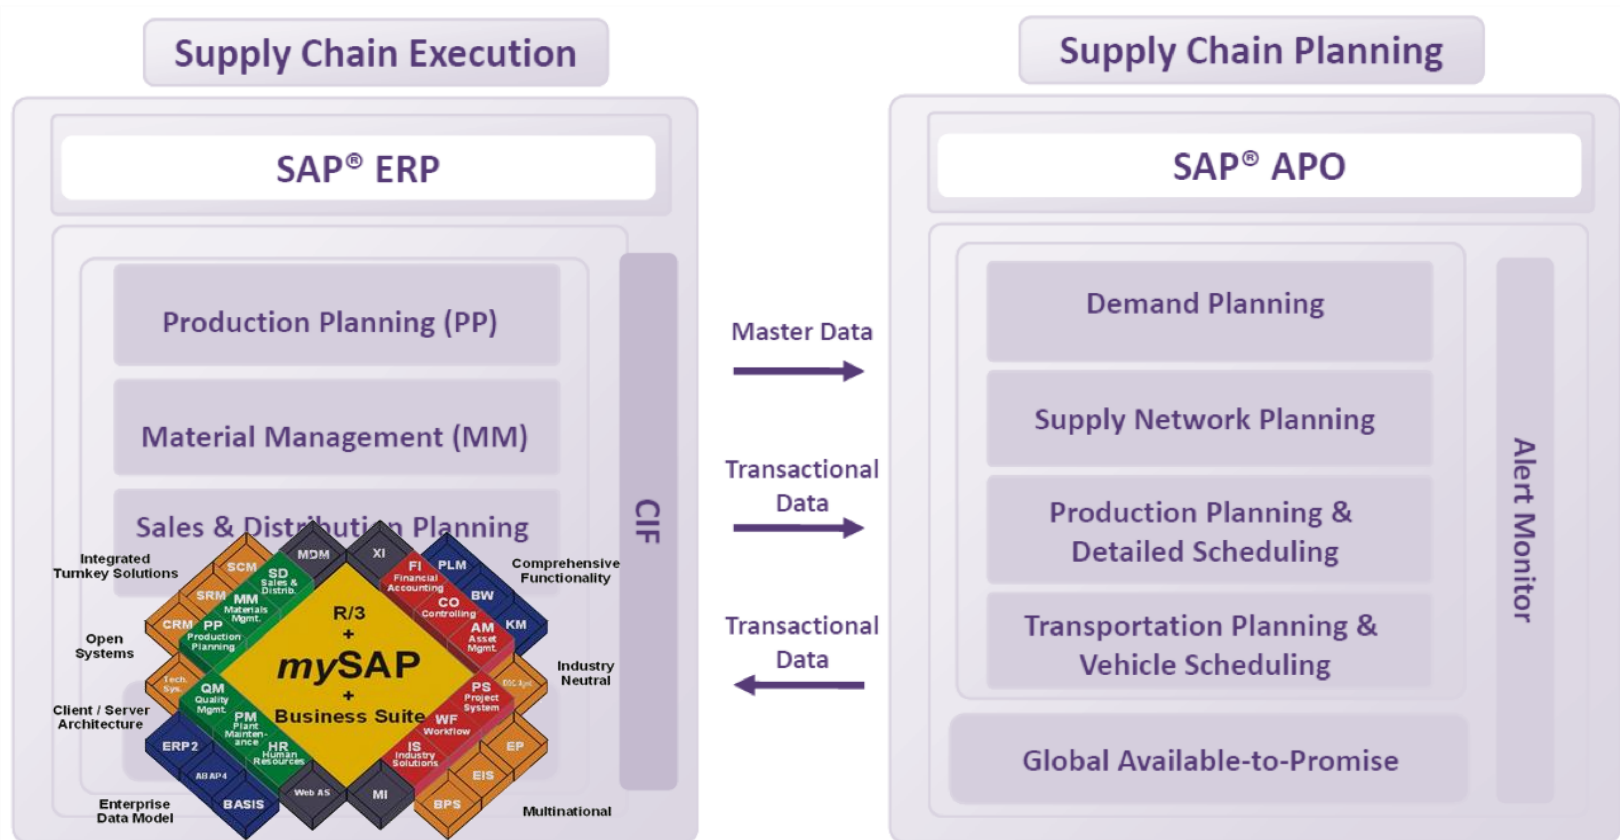 Supply Chain Execution
SAP® ERP
Production Planning (PP)
Material Management (MM)
Sales & Distribution Planning
CIF
Integrated
Turnkey Solutions
Open
Systems
Client / Server
Architecture
Enterprise
Data Model
Comprehensive
Functionality
Industry
Neutral
Multinational
MDM
XI
SCM
SRM
CRM
Tech.
Sys.
SD
Sales &
Distrib.
MM
Materials
Mgmt.
PP
Production
Planning
FI
Financial
Accounting
CO
Controlling
AM
Asset
Mgmt.
PLM
BW
KM
R/3
+
mySAP
+
Business Suite
QM
Quality
Mgmt.
PM
Plant
Mainten-
ance
HR
Human
Resources
PS
Project
System
WF
Workflow
IS
Industry
Solutions
ERP2
ABAP4
BASIS
Web AS
MI
EP
EIS
BPS
Master Data
Transactional
Data
Transactional
Data
Supply Chain Planning
SAP® APO
Demand Planning
Supply Network Planning
Production Planning &
Detailed Scheduling
Transportation Planning &
Vehicle Scheduling
Global Available-to-Promise
Alert Monitor